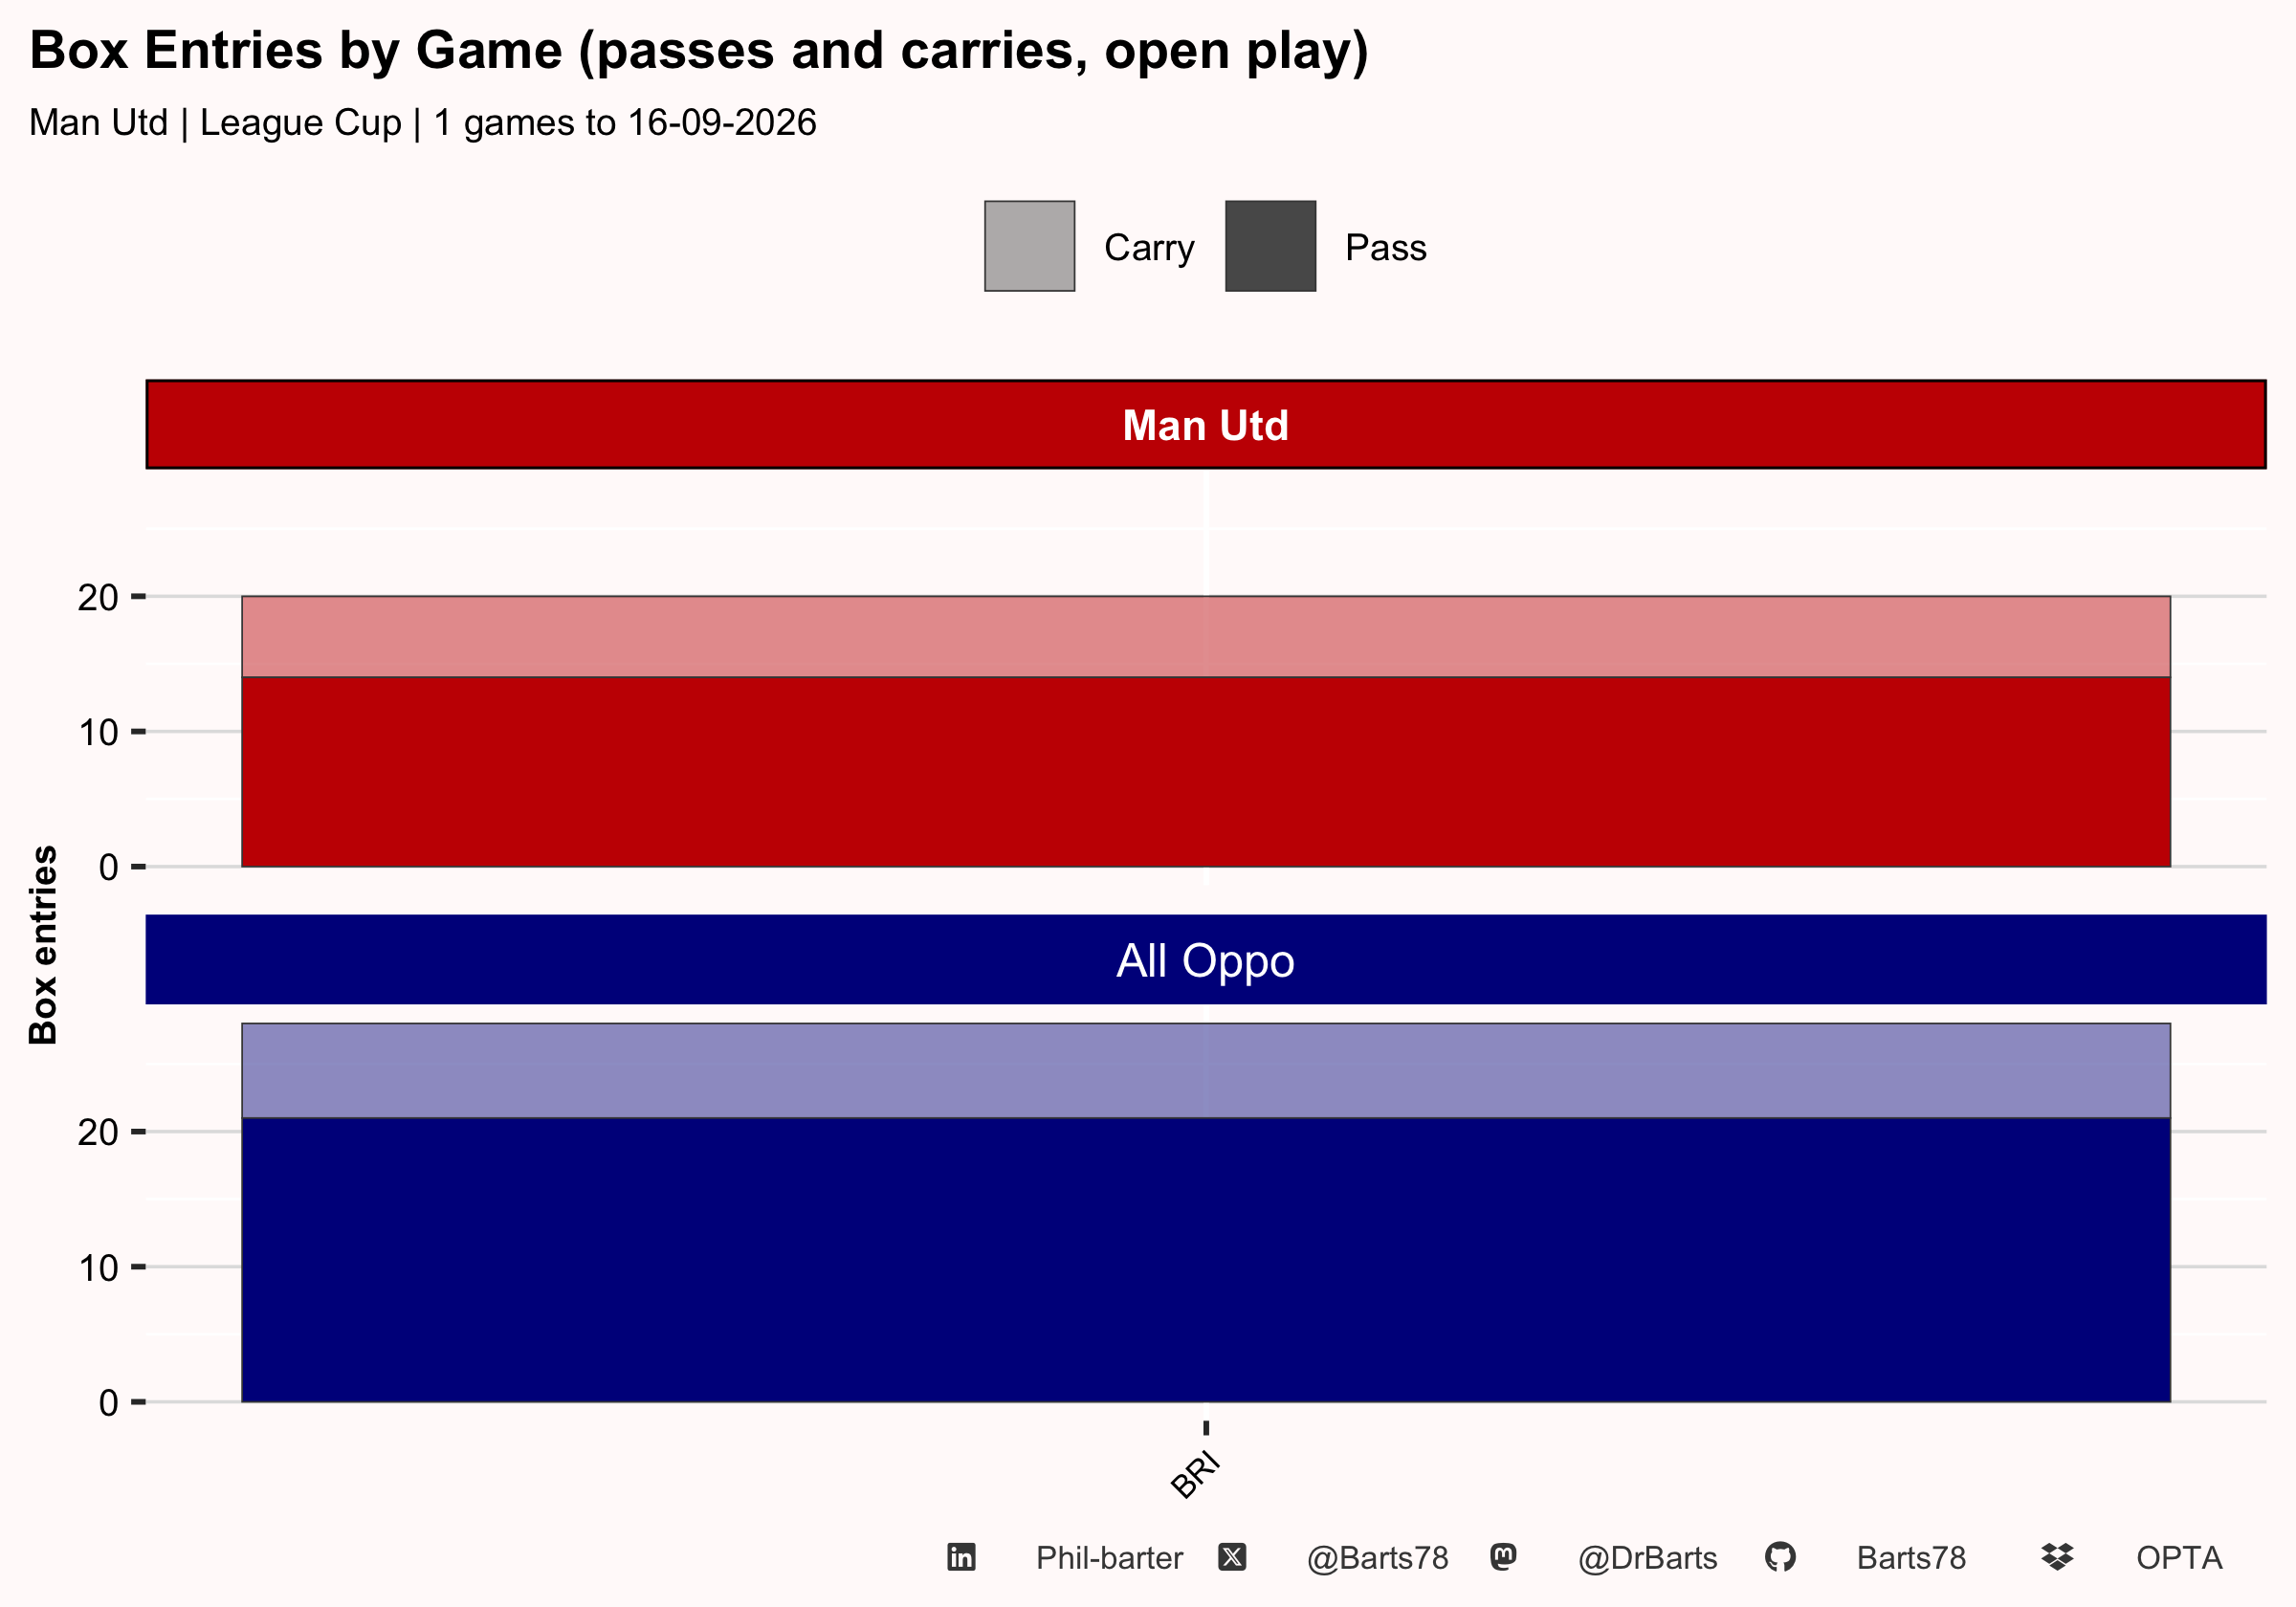 Box Entries by Game (passes and carries, open play)
Man Utd | League Cup | 1 games to 16-09-2026
Carry Pass
Man Utd
20
10
0
Box entries
All Oppo
20
10
0
BRI
Phil-barter @Barts78 @DrBarts Barts78 OPTA